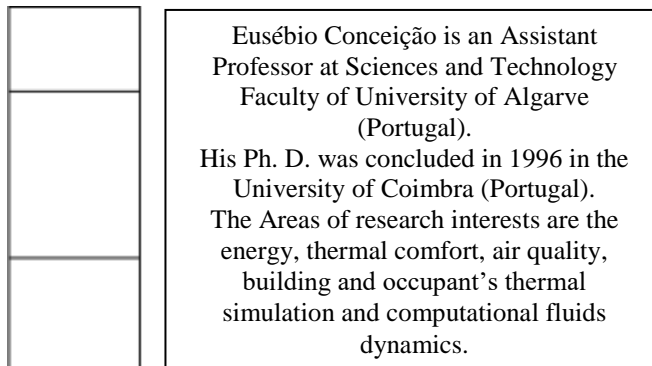 Eusébio Conceição is an Assistant
Professor at Sciences and Technology
Faculty of University of Algarve
(Portugal).
His Ph. D. was concluded in 1996 in the
University of Coimbra (Portugal).
The Areas of research interests are the
energy, thermal comfort, air quality,
building and occupant’s thermal
simulation and computational fluids
dynamics.